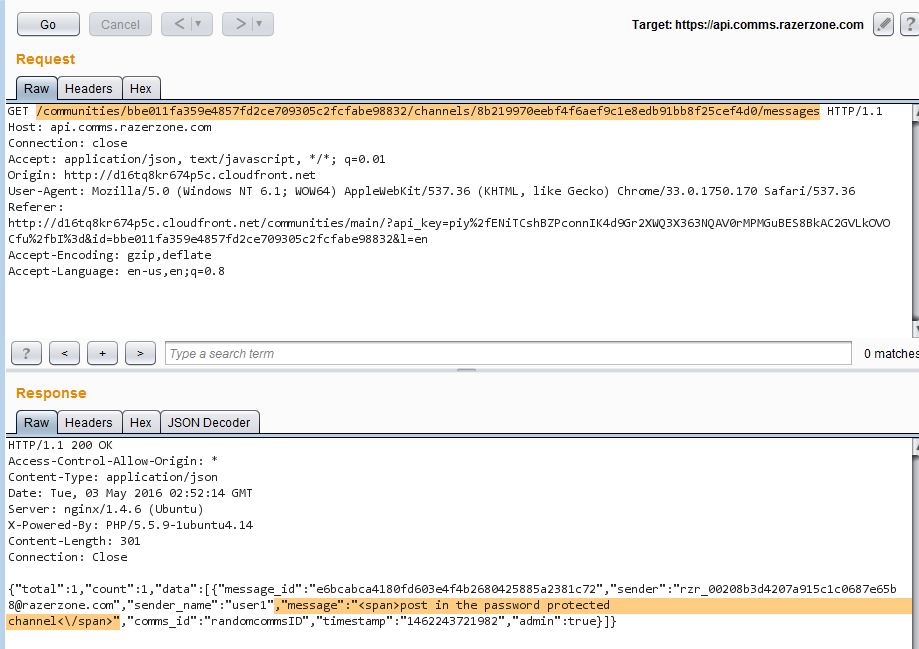 Go Cancel < ▼ > ▼ Target: https://api.comms.razerzone.com ?
Request
Raw Headers Hex
GET /communities/bbe011fa359e4857fd2ce709305c2fcfabe98832/channels/8b219970eebf4f6aef9c1e8edb91bb8f25cef4d0/messages HTTP/1.1
Host: api.comms.razerzone.com
Connection: close
Accept: application/json, text/javascript, */*; q=0.01
Origin: http://d16tq8kr674p5c.cloudfront.net
User-Agent: Mozilla/5.0 (Windows NT 6.1; WOW64) AppleWebKit/537.36 (KHTML, like Gecko) Chrome/33.0.1750.170 Safari/537.36
Referer:
http://d16tq8kr674p5c.cloudfront.net/communities/main/?api_key=piy%2fENiTCshBZPconnIK4d9Gr2XWQ3X363NQAV0rMPMGuBES8BkAC2GVLkOVO
Cfu%2fbI%3d&id=bbe011fa359e4857fd2ce709305c2fcfabe98832&l=en
Accept-Encoding: gzip,deflate
Accept-Language: en-us,en;q=0.8
? < + > Type a search term 0 matches
Response
Raw Headers Hex JSON Decoder
HTTP/1.1 200 OK
Access-Control-Allow-Origin: *
Content-Type: application/json
Date: Tue, 03 May 2016 02:52:14 GMT
Server: nginx/1.4.6 (Ubuntu)
X-Powered-By: PHP/5.5.9-1ubuntu4.14
Content-Length: 301
Connection: Close
{"total":1,"count":1,"data":[{"message_id":"e6bcabca4180fd603e4f4b2680425885a2381c72","sender":"rzr_00208b3d4207a915c1c0687e65b
8@razerzone.com","sender_name":"user1","message":"<span>post in the password protected
channel<\/span>","comms_id":"randomcommsID","timestamp":"1462243721982","admin":true}]}